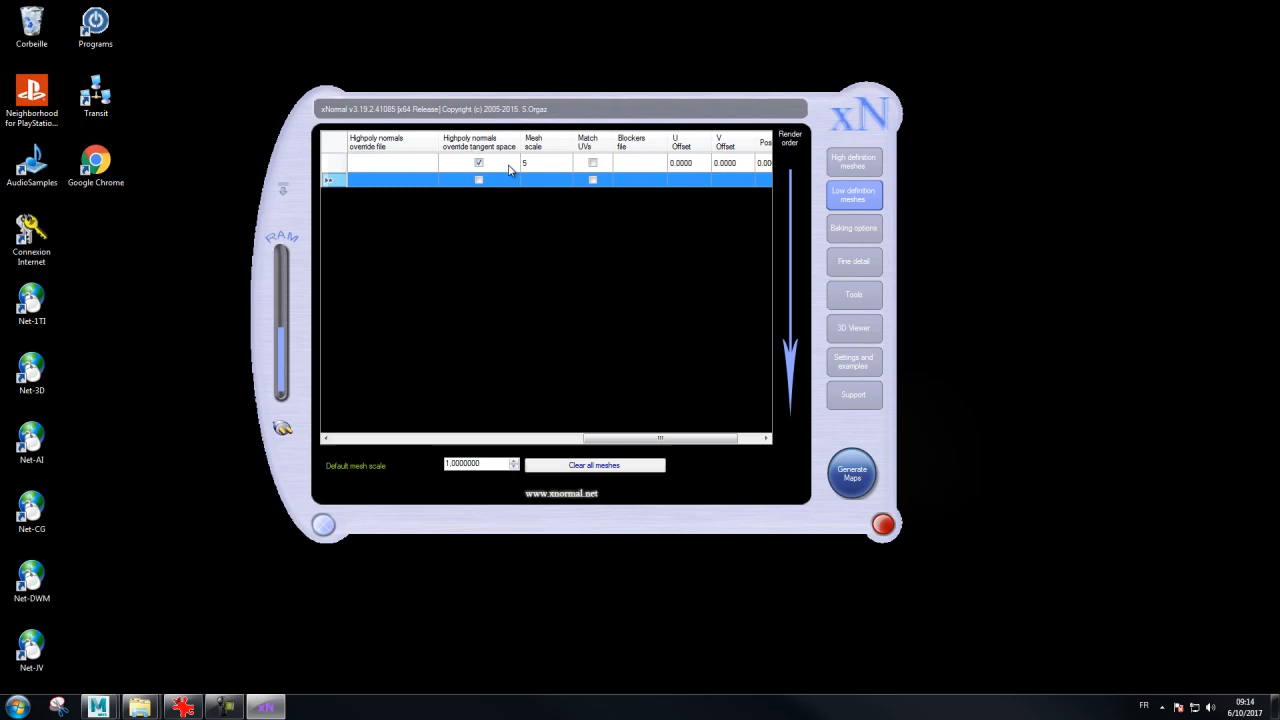 Corbeille
Programs
Neighborhood
for PlayStatio...
Transit
AudioSamples
Google Chrome
Connexion
Internet
Net-1TI
Net-3D
Net-AI
Net-CG
Net-DWM
Net-JV
xNormal v3.19.2.41085 [x64 Release] Copyright (c) 2005-2015. S.Orgaz
xN
RAM
Highpoly normals
override file
Highpoly normals
override tangent space
Mesh
scale
Match
UVs
Blockers
file
U
Offset
V
Offset
Pos
Render
order
5
0.0000
0.0000
0.00
High definition
meshes
Low definition
meshes
Baking options
Fine detail
Tools
3D Viewer
Settings and
examples
Support
Generate
Maps
Default mesh scale
1,0000000
Clear all meshes
www.xnormal.net
xN
FR
09:14
6/10/2017